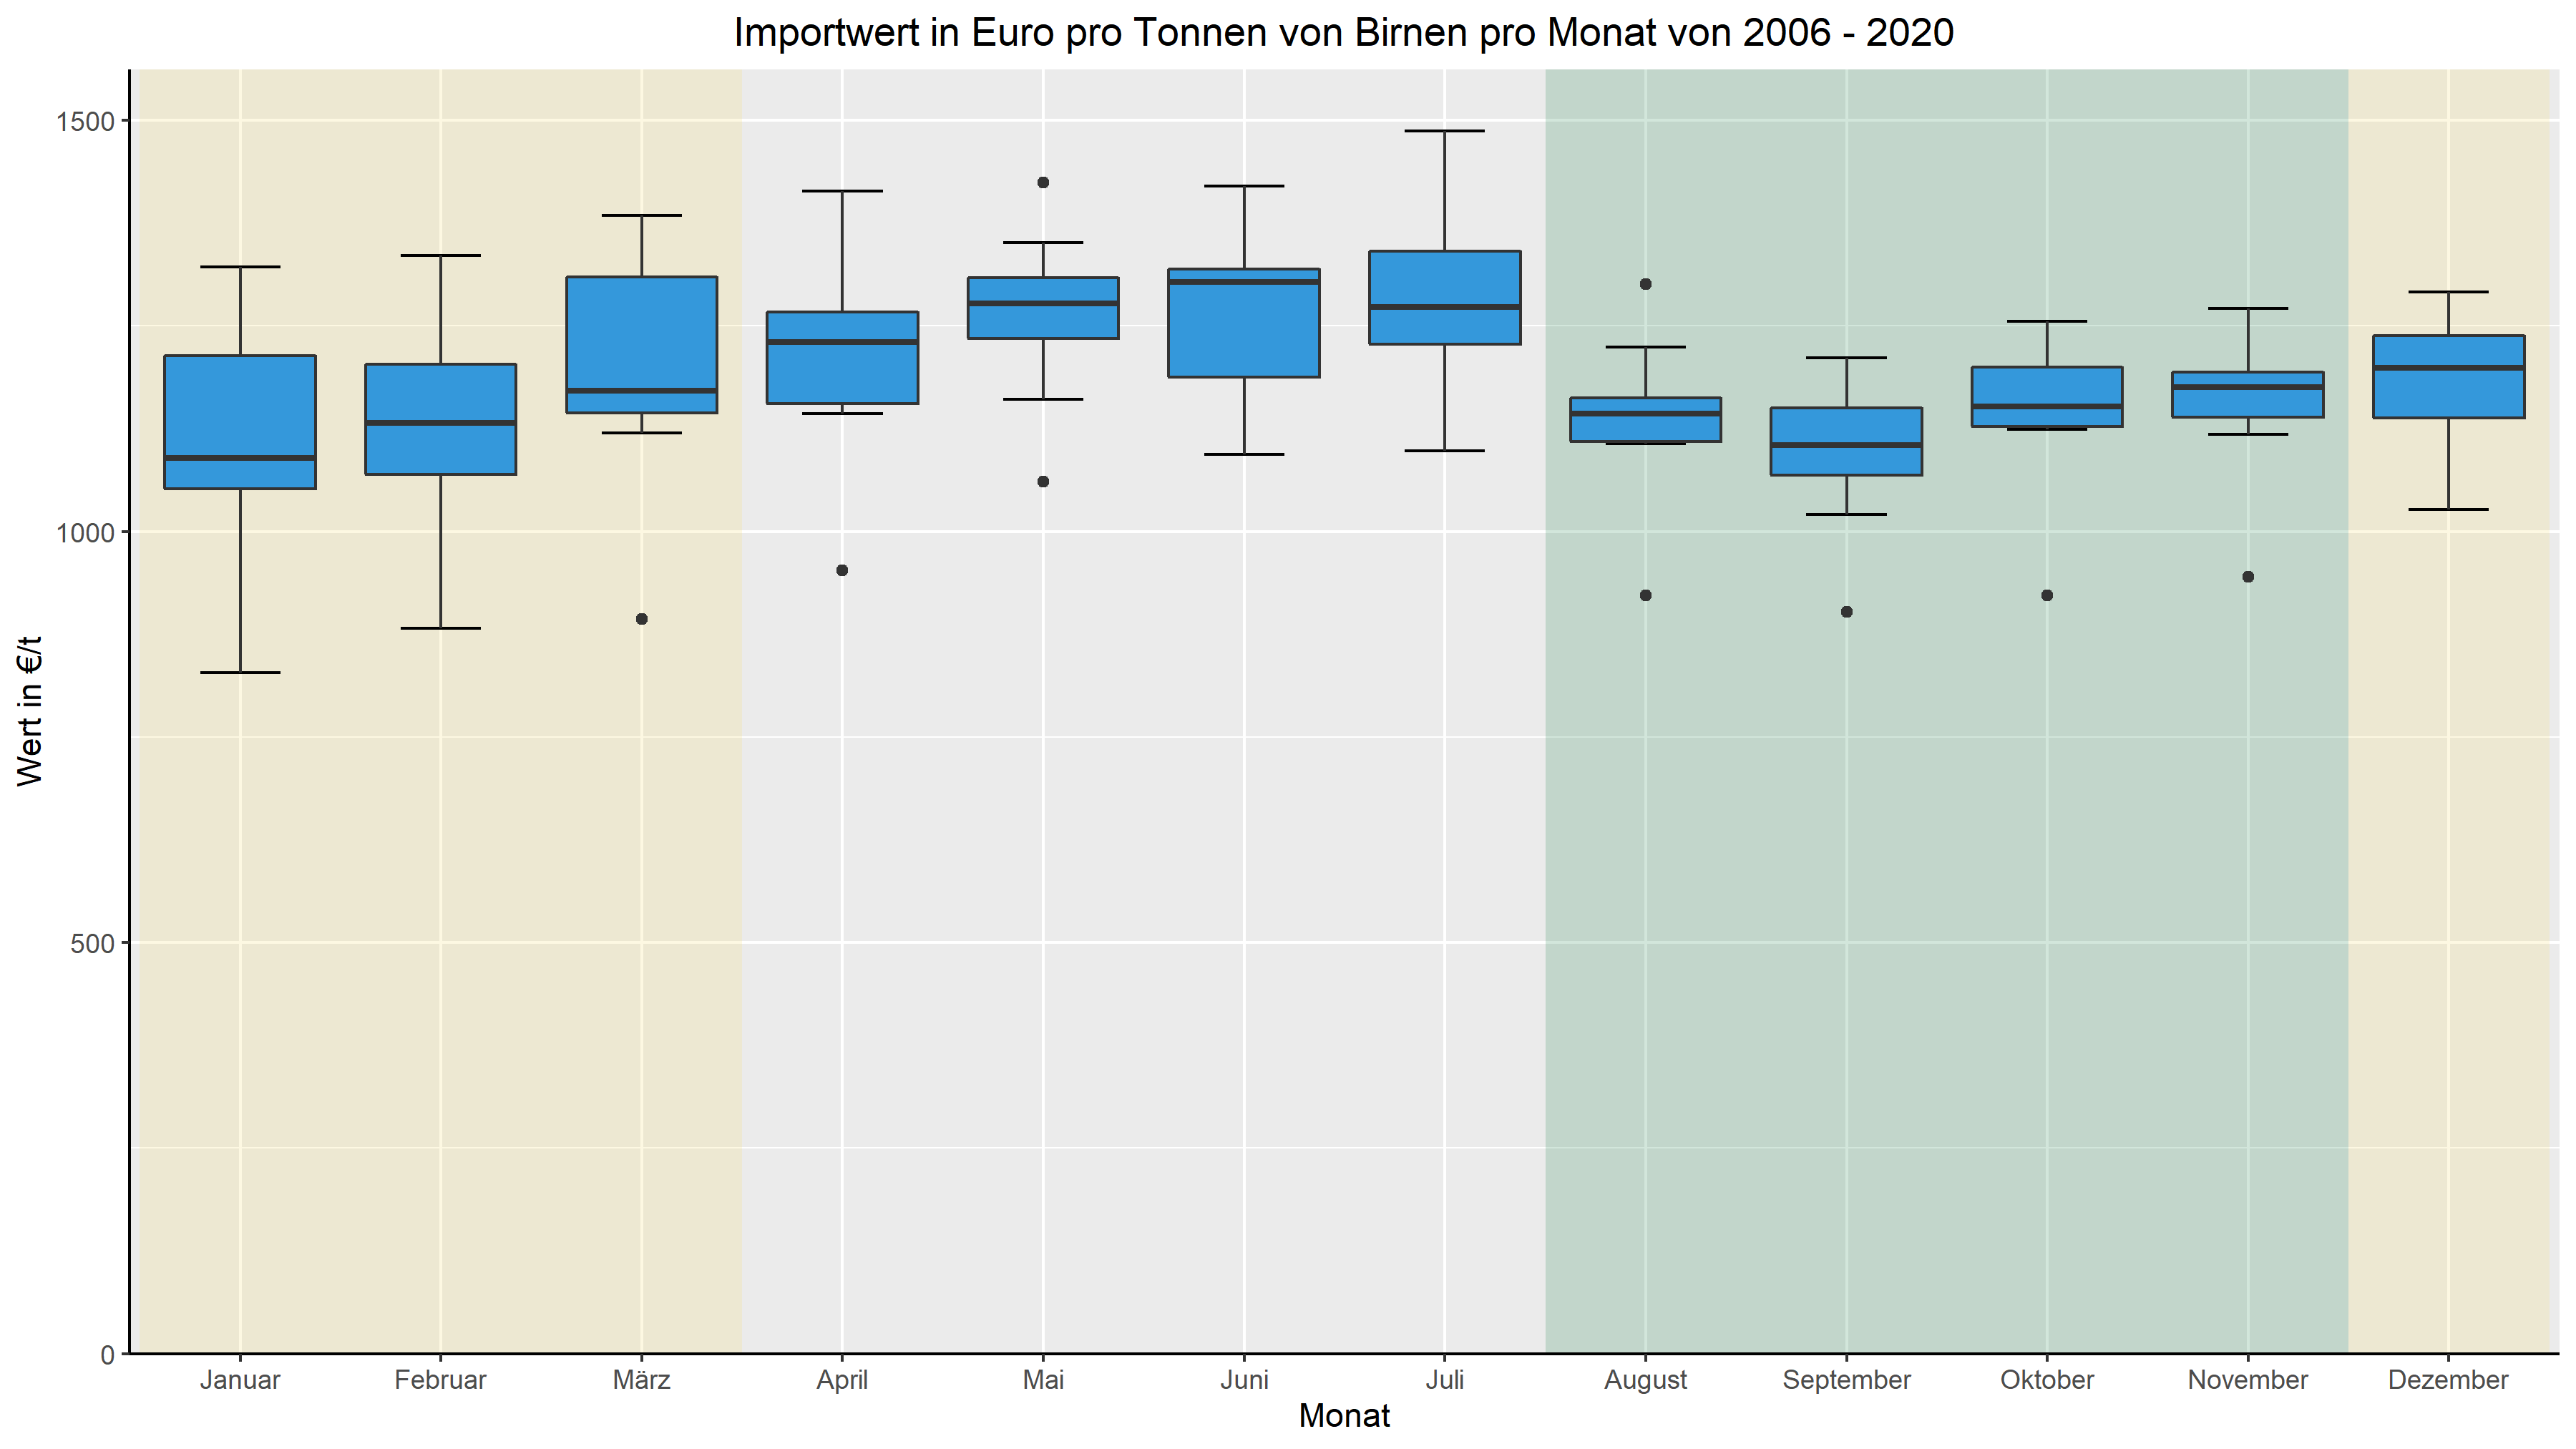 Importwert in Euro pro Tonnen von Birnen pro Monat von 2006 - 2020
Wert in €/t
1500
1000
500
0
Januar Februar März April Mai Juni Juli August September Oktober November Dezember
Monat